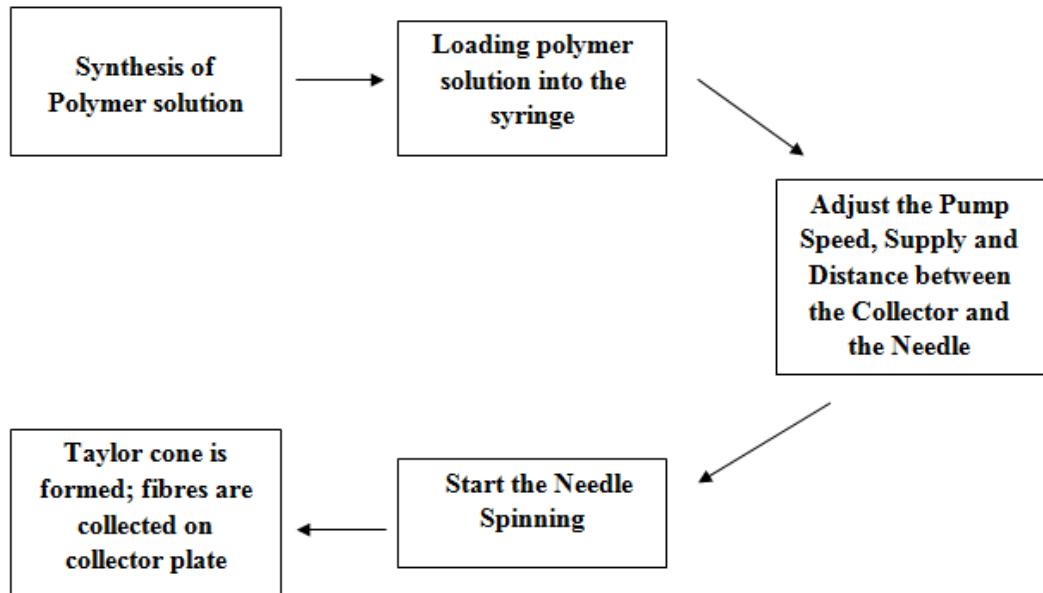 Synthesis of
Polymer solution
Loading polymer
solution into the
syringe
Adjust the Pump
Speed, Supply and
Distance between
the Collector and
the Needle
Start the Needle
Spinning
Taylor cone is
formed; fibres are
collected on
collector plate